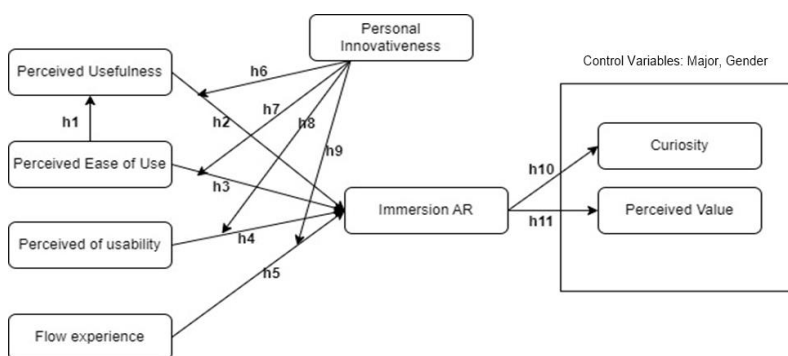 Personal
Innovativeness
Control Variables: Major, Gender
Perceived Usefulness
h6
h1
h2
h7
h8
h9
Perceived Ease of Use
h3
Curiosity
h10
Immersion AR
Perceived Value
h11
Perceived of usability
h4
h5
Flow experience